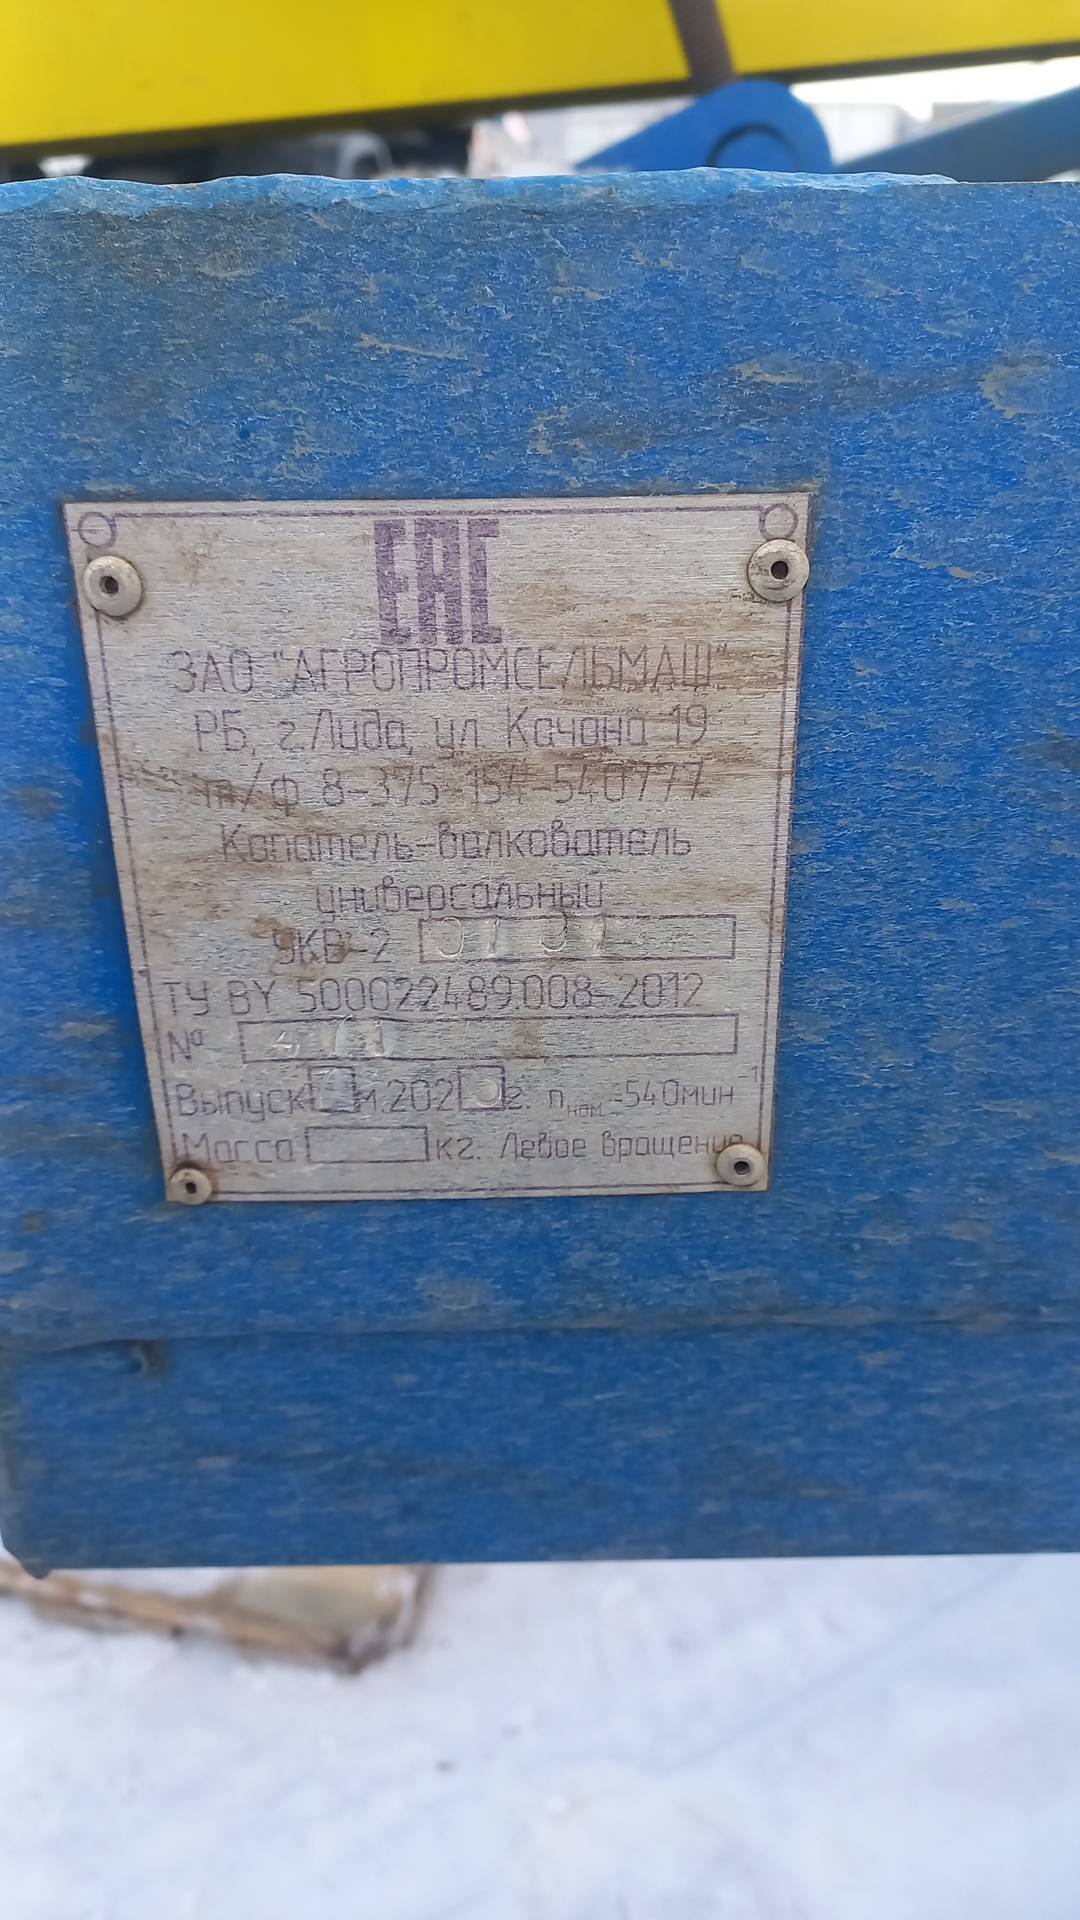 ЕАС
ЗАО "АГРОПРОМСЕЛЬМАШ"
РБ, г.Лида, ул. Качана 19
т/ф 8-375-154-540777
Копатель-валкователь
универсальный
УКВ-2
ТУ BY 500022489.008-2012
№
Выпуск м.202 г. nном.=540мин⁻¹
Масса кг. Левое вращение